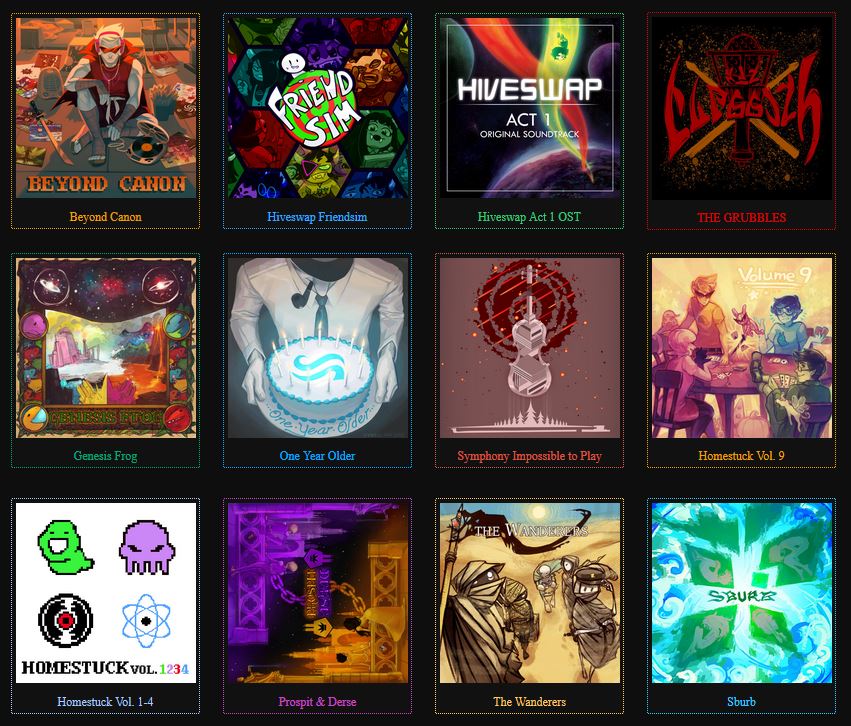 BEYOND CANON
Beyond Canon
FRIEND
SIM
Hiveswap Friendsim
HIVESWAP
ACT 1
ORIGINAL SOUNDTRACK
Hiveswap Act 1 OST
THE GRUBBLES
GENESIS FROG
Genesis Frog
One Year Older...
One Year Older
Symphony Impossible to Play
Volume 9
Homestuck Vol. 9
HOMESTUCK VOL. 1234
Homestuck Vol. 1-4
PROSPIT
DERSE
Prospit & Derse
THE WANDERERS
The Wanderers
SBURB
Sburb